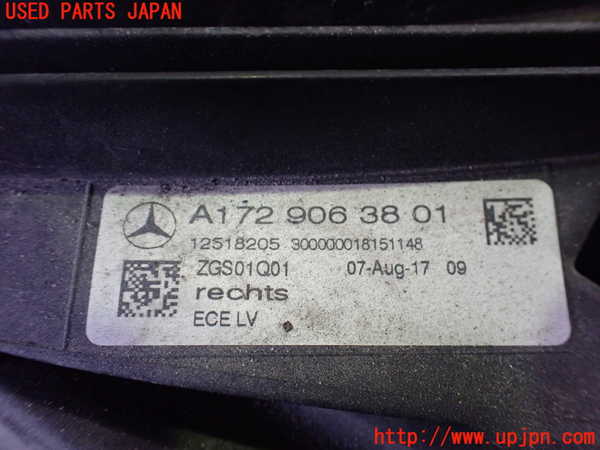 USED PARTS JAPAN
A172 906 38 01
12518205 300000018151148
ZGS01Q01 07-Aug-17 09
rechts
ECE LV
http://www.upjpn.com/